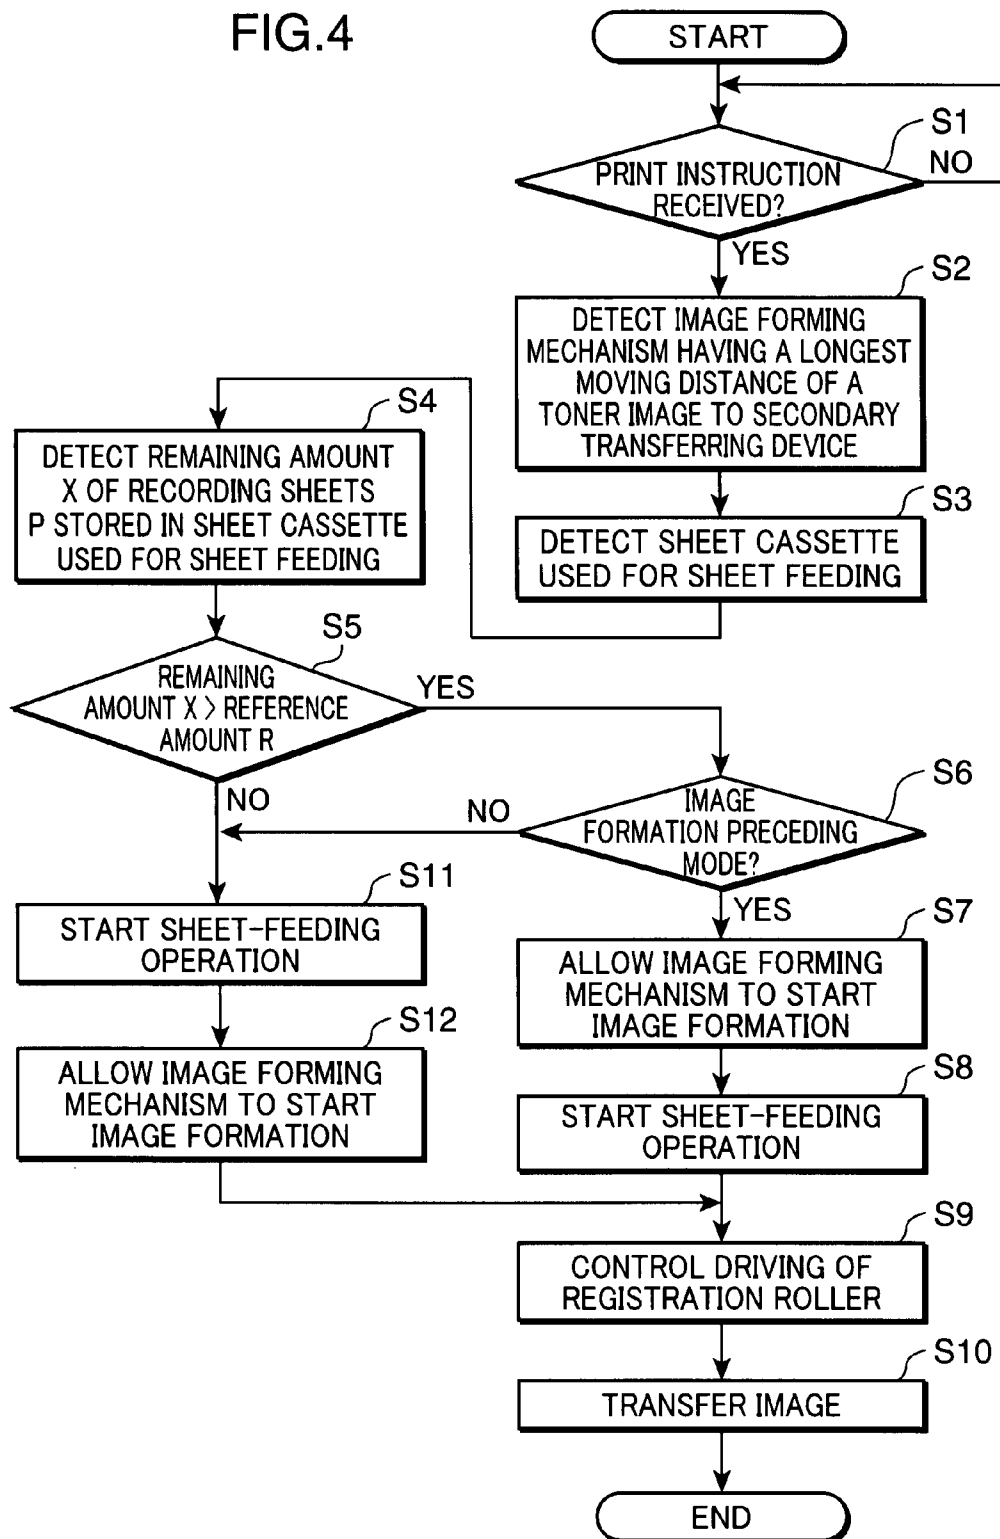 FIG.4
START
S1
PRINT INSTRUCTION
RECEIVED?
NO
YES
S2
DETECT IMAGE FORMING
MECHANISM HAVING A LONGEST
MOVING DISTANCE OF A
TONER IMAGE TO SECONDARY
TRANSFERRING DEVICE
S3
DETECT SHEET CASSETTE
USED FOR SHEET FEEDING
S4
DETECT REMAINING AMOUNT
X OF RECORDING SHEETS
P STORED IN SHEET CASSETTE
USED FOR SHEET FEEDING
S5
REMAINING
AMOUNT X > REFERENCE
AMOUNT R
YES
NO
S6
IMAGE
FORMATION PRECEDING
MODE?
NO
YES
S7
ALLOW IMAGE FORMING
MECHANISM TO START
IMAGE FORMATION
S8
START SHEET-FEEDING
OPERATION
S11
START SHEET-FEEDING
OPERATION
S12
ALLOW IMAGE FORMING
MECHANISM TO START
IMAGE FORMATION
S9
CONTROL DRIVING OF
REGISTRATION ROLLER
S10
TRANSFER IMAGE
END